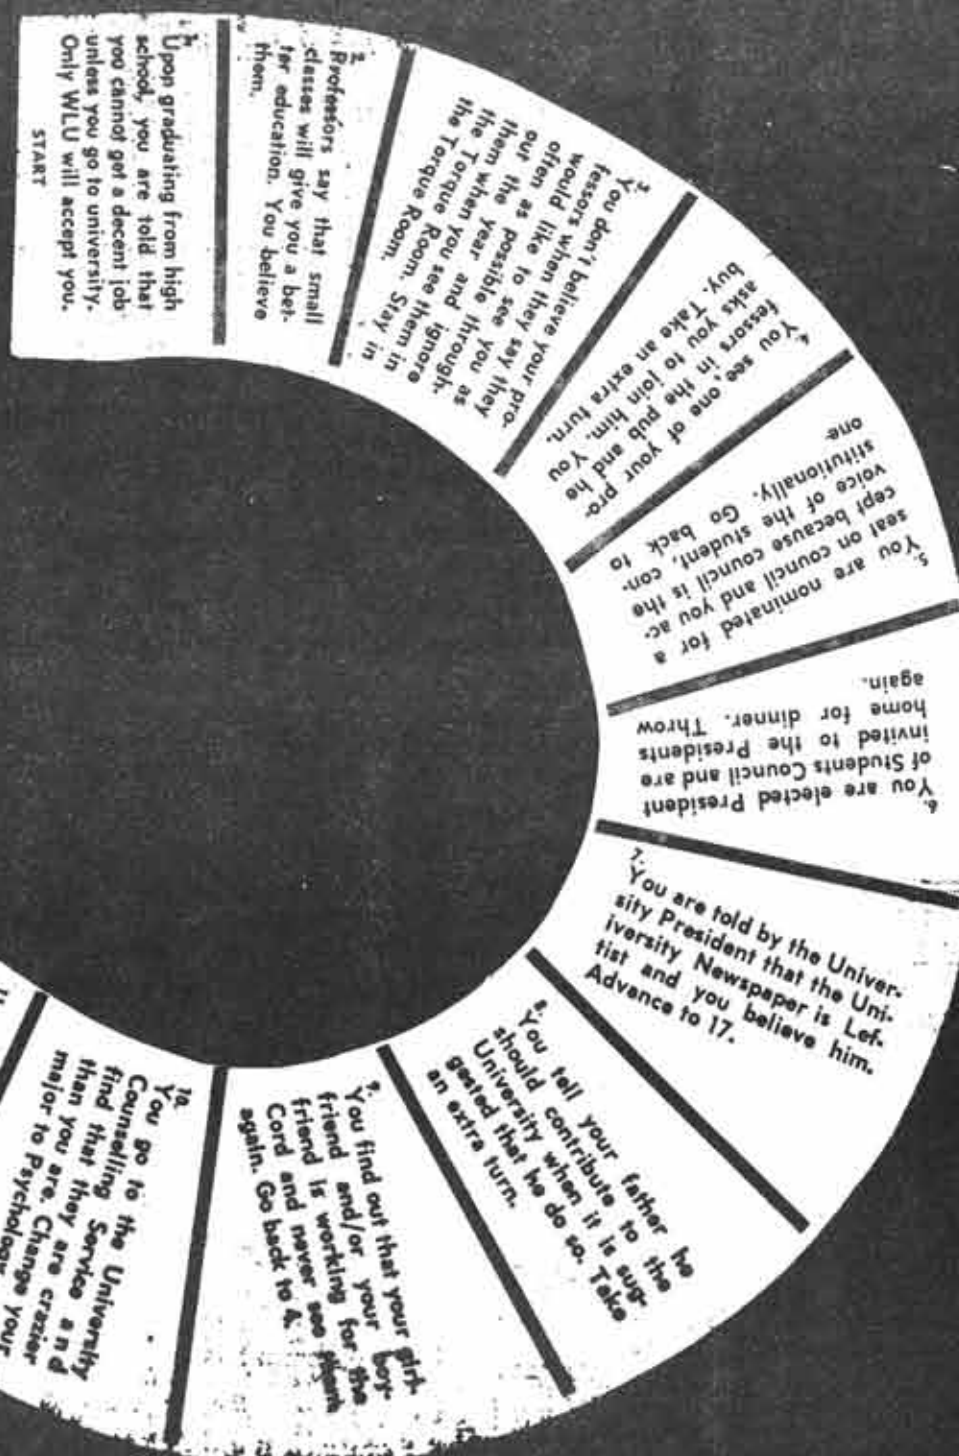 1.
Upon graduating from high
school, you are told that
you cannot get a decent job
unless you go to university.
Only WLU will accept you.
START
2.
Professors say that small
classes will give you a bet-
ter education. You believe
them.
3.
You don't believe your pro-
fessors when they say they
would like to see you as
often as possible through-
out the year and ignore
them when you see them in
the Torque Room. Stay in
the Torque Room.
4.
You see, one of your pro-
fessors in the pub, and he
asks you to join him. You
buy. Take an extra turn.
5.
You are nominated for a
seat on council and you ac-
cept because council is the
voice of the student, con-
stitutionally. Go back to
one
6.
You are elected President
of Students Council and are
invited to the Presidents
home for dinner. Throw
again.
7.
You are told by the Univer-
sity President that the Uni-
iversity Newspaper is Lef-
tist and you believe him.
Advance to 17.
8.
You tell your father he
should contribute to the
University when it is sug-
gested that he do so. Take
an extra turn.
9.
You find out that your girl-
friend and/or your boy-
friend is working for the
Cord and never see them
again. Go back to 4.
10.
You go to the University
Counselling Service and
find that they are crazier
than you are. Change your
major to Psychology